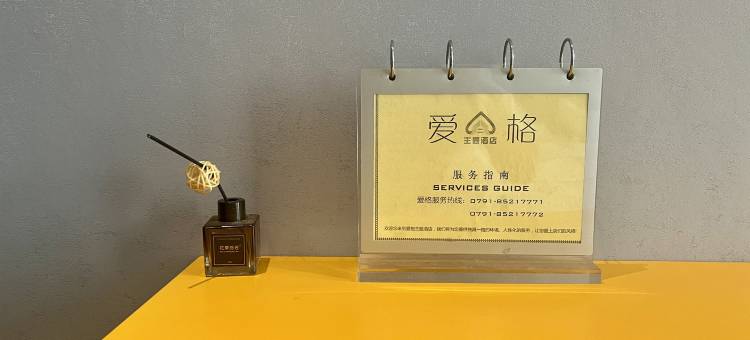 爱 格
主题酒店
服务指南
SERVICES GUIDE
爱格服务热线：0791-85217771
0791-85217772